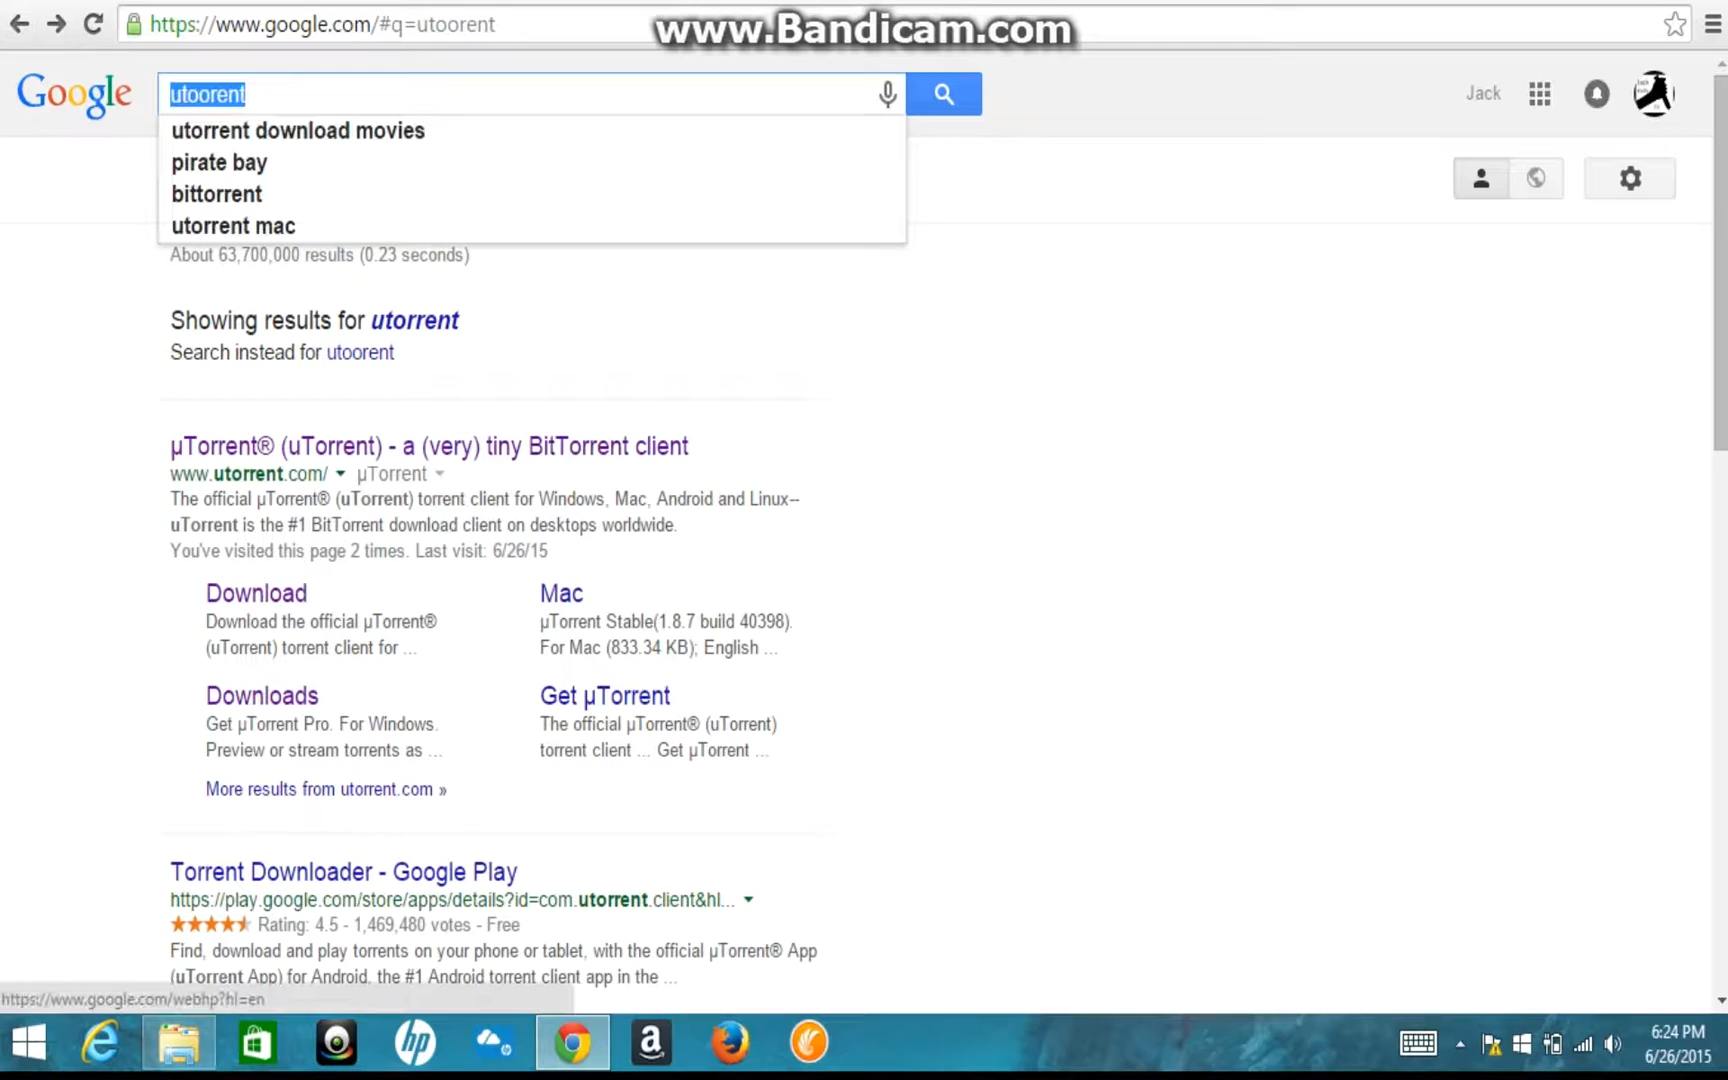 https://www.google.com/#q=utoorent
www.Bandicam.com
Google
utoorent
Jack
utorrent download movies
pirate bay
bittorrent
utorrent mac
About 63,700,000 results (0.23 seconds)
Showing results for utorrent
Search instead for utoorent
µTorrent® (uTorrent) - a (very) tiny BitTorrent client
www.utorrent.com/ µTorrent
The official µTorrent® (uTorrent) torrent client for Windows, Mac, Android and Linux--
uTorrent is the #1 BitTorrent download client on desktops worldwide.
You've visited this page 2 times. Last visit: 6/26/15
Download
Download the official µTorrent®
(uTorrent) torrent client for ...
Mac
µTorrent Stable(1.8.7 build 40398).
For Mac (833.34 KB); English ...
Downloads
Get µTorrent Pro. For Windows.
Preview or stream torrents as ...
Get µTorrent
The official µTorrent® (uTorrent)
torrent client ... Get µTorrent ...
More results from utorrent.com »
Torrent Downloader - Google Play
https://play.google.com/store/apps/details?id=com.utorrent.client&hl...
Rating: 4.5 - 1,469,480 votes - Free
Find, download and play torrents on your phone or tablet, with the official µTorrent® App
(uTorrent App) for Android, the #1 Android torrent client app in the ...
https://www.google.com/webhp?hl=en
hp
a
6:24 PM
6/26/2015